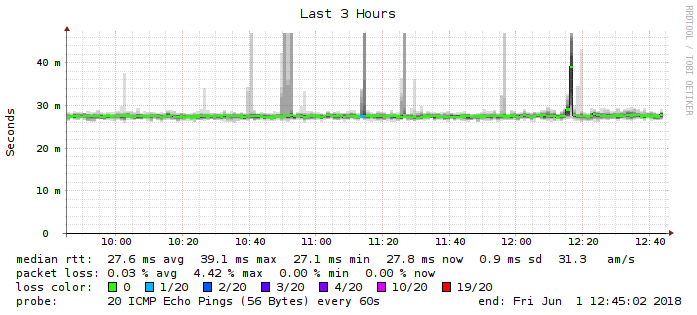 Last 3 Hours
RRDTOOL / TOBI OETIKER
Seconds
40 m
30 m
20 m
10 m
0
10:00 10:20 10:40 11:00 11:20 11:40 12:00 12:20 12:40
median rtt: 27.6 ms avg 39.1 ms max 27.1 ms min 27.8 ms now 0.9 ms sd 31.3 am/s
packet loss: 0.03 % avg 4.42 % max 0.00 % min 0.00 % now
loss color: 0 1/20 2/20 3/20 4/20 10/20 19/20
probe: 20 ICMP Echo Pings (56 Bytes) every 60s end: Fri Jun 1 12:45:02 2018